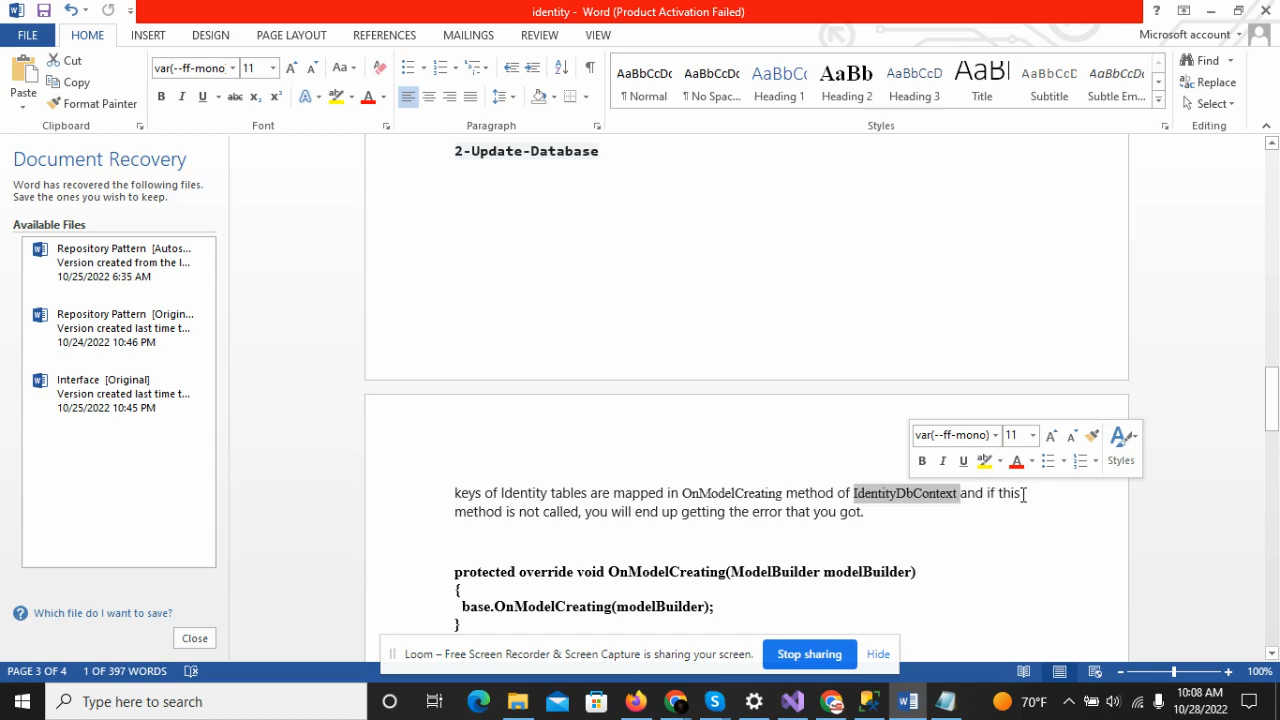 identity - Word (Product Activation Failed)
FILE HOME INSERT DESIGN PAGE LAYOUT REFERENCES MAILINGS REVIEW VIEW Microsoft account
Cut
Copy
Format Painter
Paste
Clipboard
var(--ff-mono) 11
Font
Paragraph
AaBbCcDc AaBbCcDc AaBbCc AaBb AaBbCcDc AaBl AaBbCcDc AaBbCcDc
¶ Normal ¶ No Spac... Heading 1 Heading 2 Heading 3 Title Subtitle Subtle Em...
Styles
Find
Replace
Select
Editing
Document Recovery
Word has recovered the following files.
Save the ones you wish to keep.
Available Files
Repository Pattern [Autos...
Version created from the l...
10/25/2022 6:35 AM
Repository Pattern [Origin...
Version created last time t...
10/24/2022 10:46 PM
Interface [Original]
Version created last time t...
10/25/2022 10:45 PM
Which file do I want to save?
Close
2-Update-Database
var(--ff-mono) 11
Styles
keys of Identity tables are mapped in OnModelCreating method of IdentityDbContext and if this
method is not called, you will end up getting the error that you got.
protected override void OnModelCreating(ModelBuilder modelBuilder)
{
base.OnModelCreating(modelBuilder);
}
Loom – Free Screen Recorder & Screen Capture is sharing your screen. Stop sharing Hide
PAGE 3 OF 4 1 OF 397 WORDS 100%
Type here to search
70°F
10:08 AM
10/28/2022